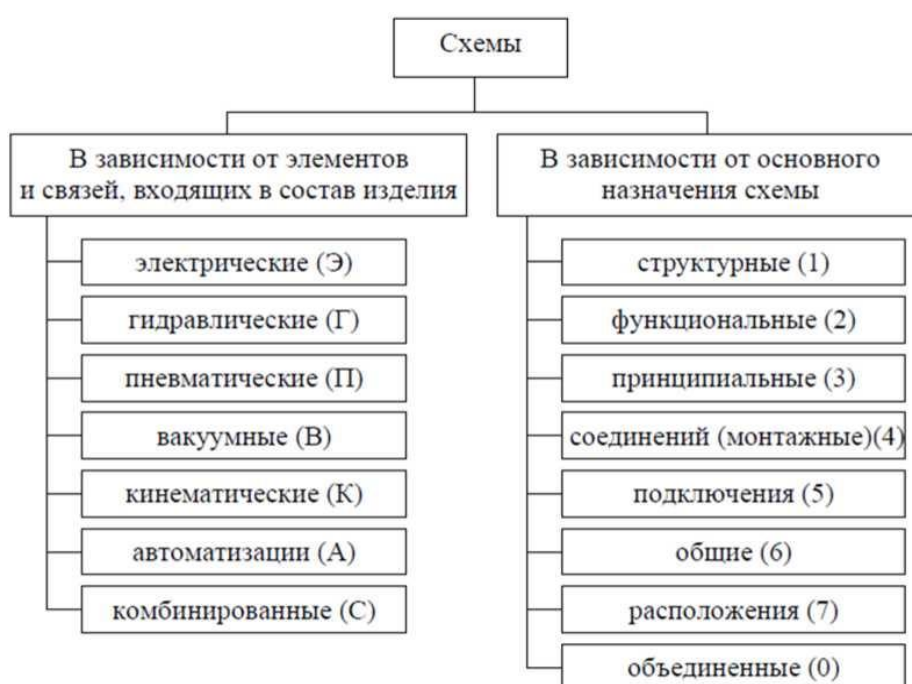 Схемы
В зависимости от элементов
и связей, входящих в состав изделия
электрические (Э)
гидравлические (Г)
пневматические (П)
вакуумные (В)
кинематические (К)
автоматизации (А)
комбинированные (С)
В зависимости от основного
назначения схемы
структурные (1)
функциональные (2)
принципиальные (3)
соединений (монтажные)(4)
подключения (5)
общие (6)
расположения (7)
объединенные (0)